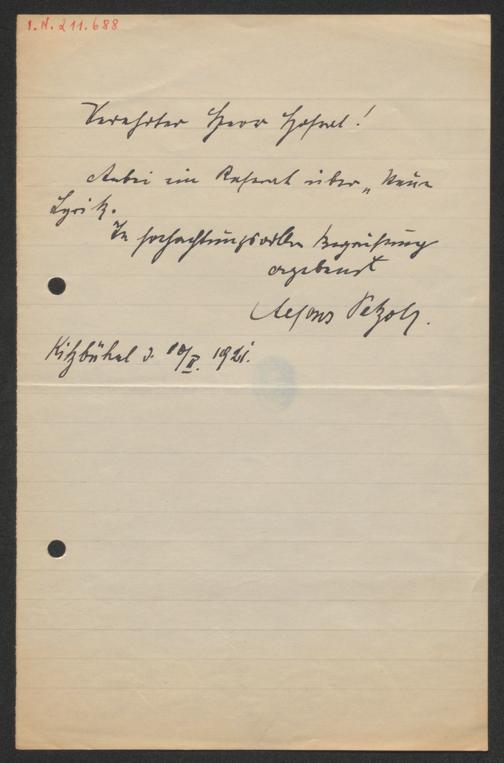 I.N. 211.688
Verehrter Herr Hofrat!
Anbei ein Referat über „Neue
Lyrik.
In hochachtungsvoller Begrüßung
ergebenst
Alfons Petzold.
Kitzbühel d. 10/II. 1921.